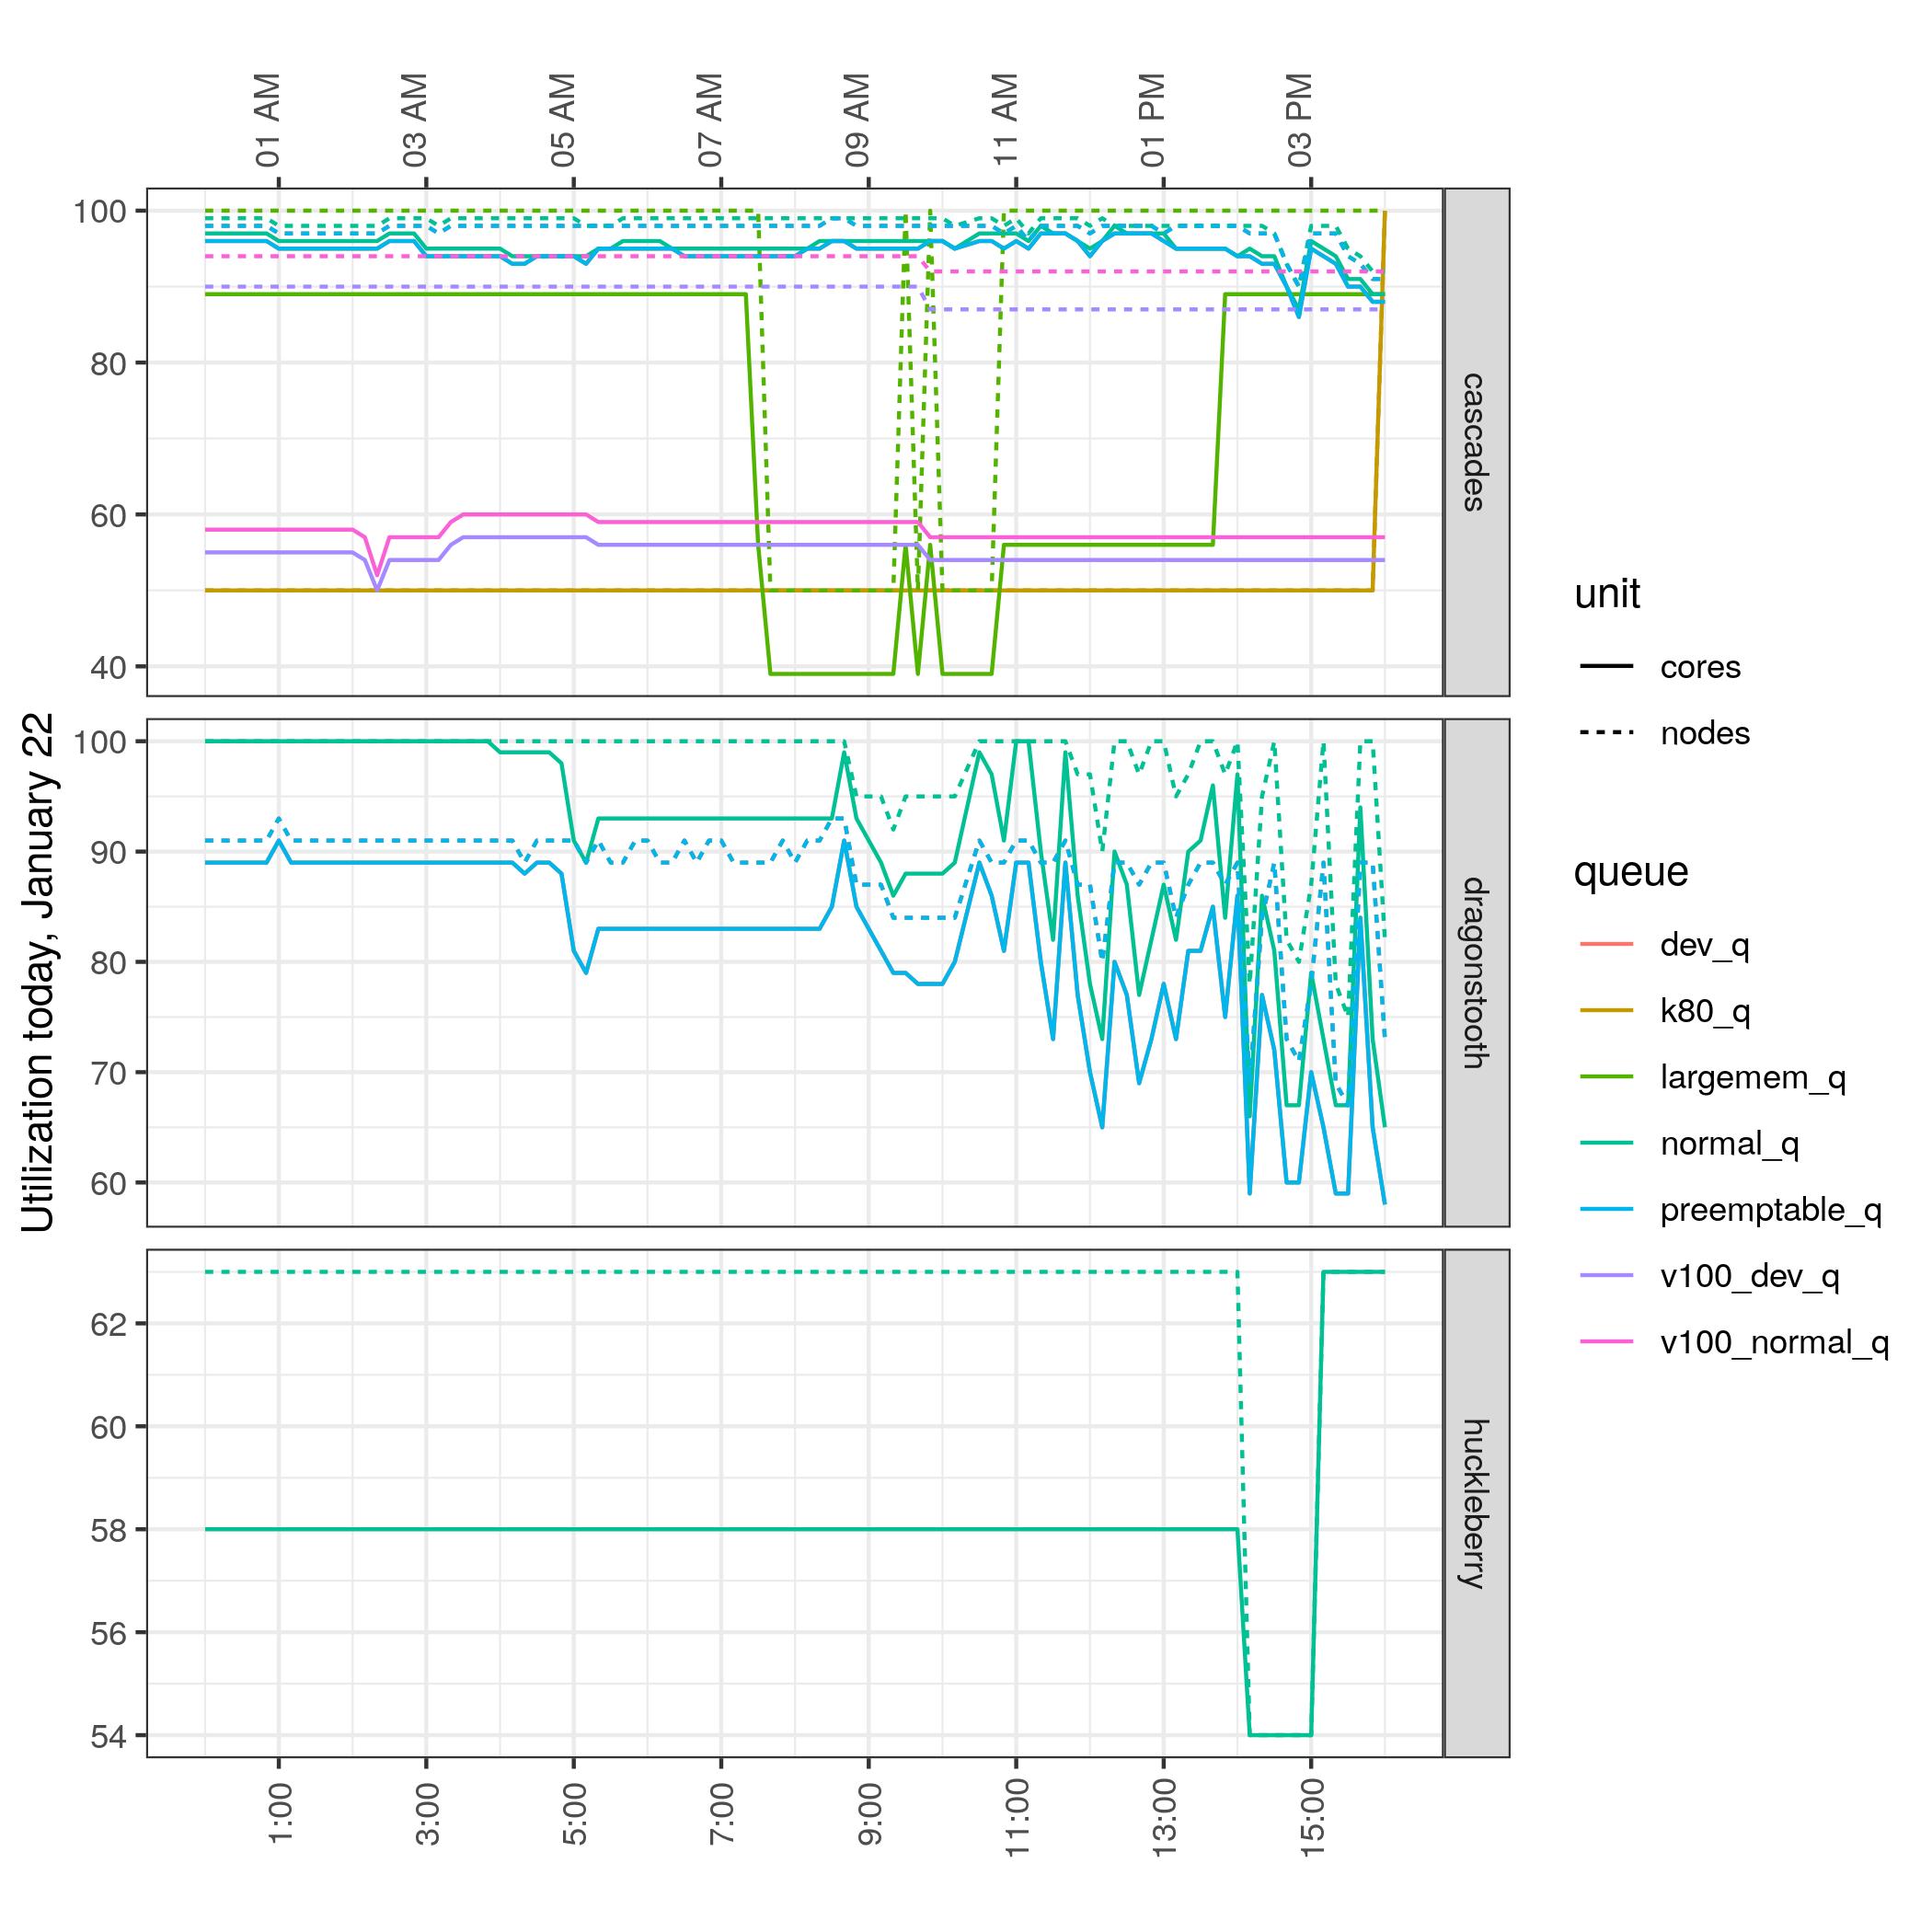 01 AM
03 AM
05 AM
07 AM
09 AM
11 AM
01 PM
03 PM
Utilization today, January 22
100
80
60
40
cascades
100
90
80
70
60
dragonstooth
62
60
58
56
54
huckleberry
1:00
3:00
5:00
7:00
9:00
11:00
13:00
15:00
unit
cores
nodes
queue
dev_q
k80_q
largemem_q
normal_q
preemptable_q
v100_dev_q
v100_normal_q